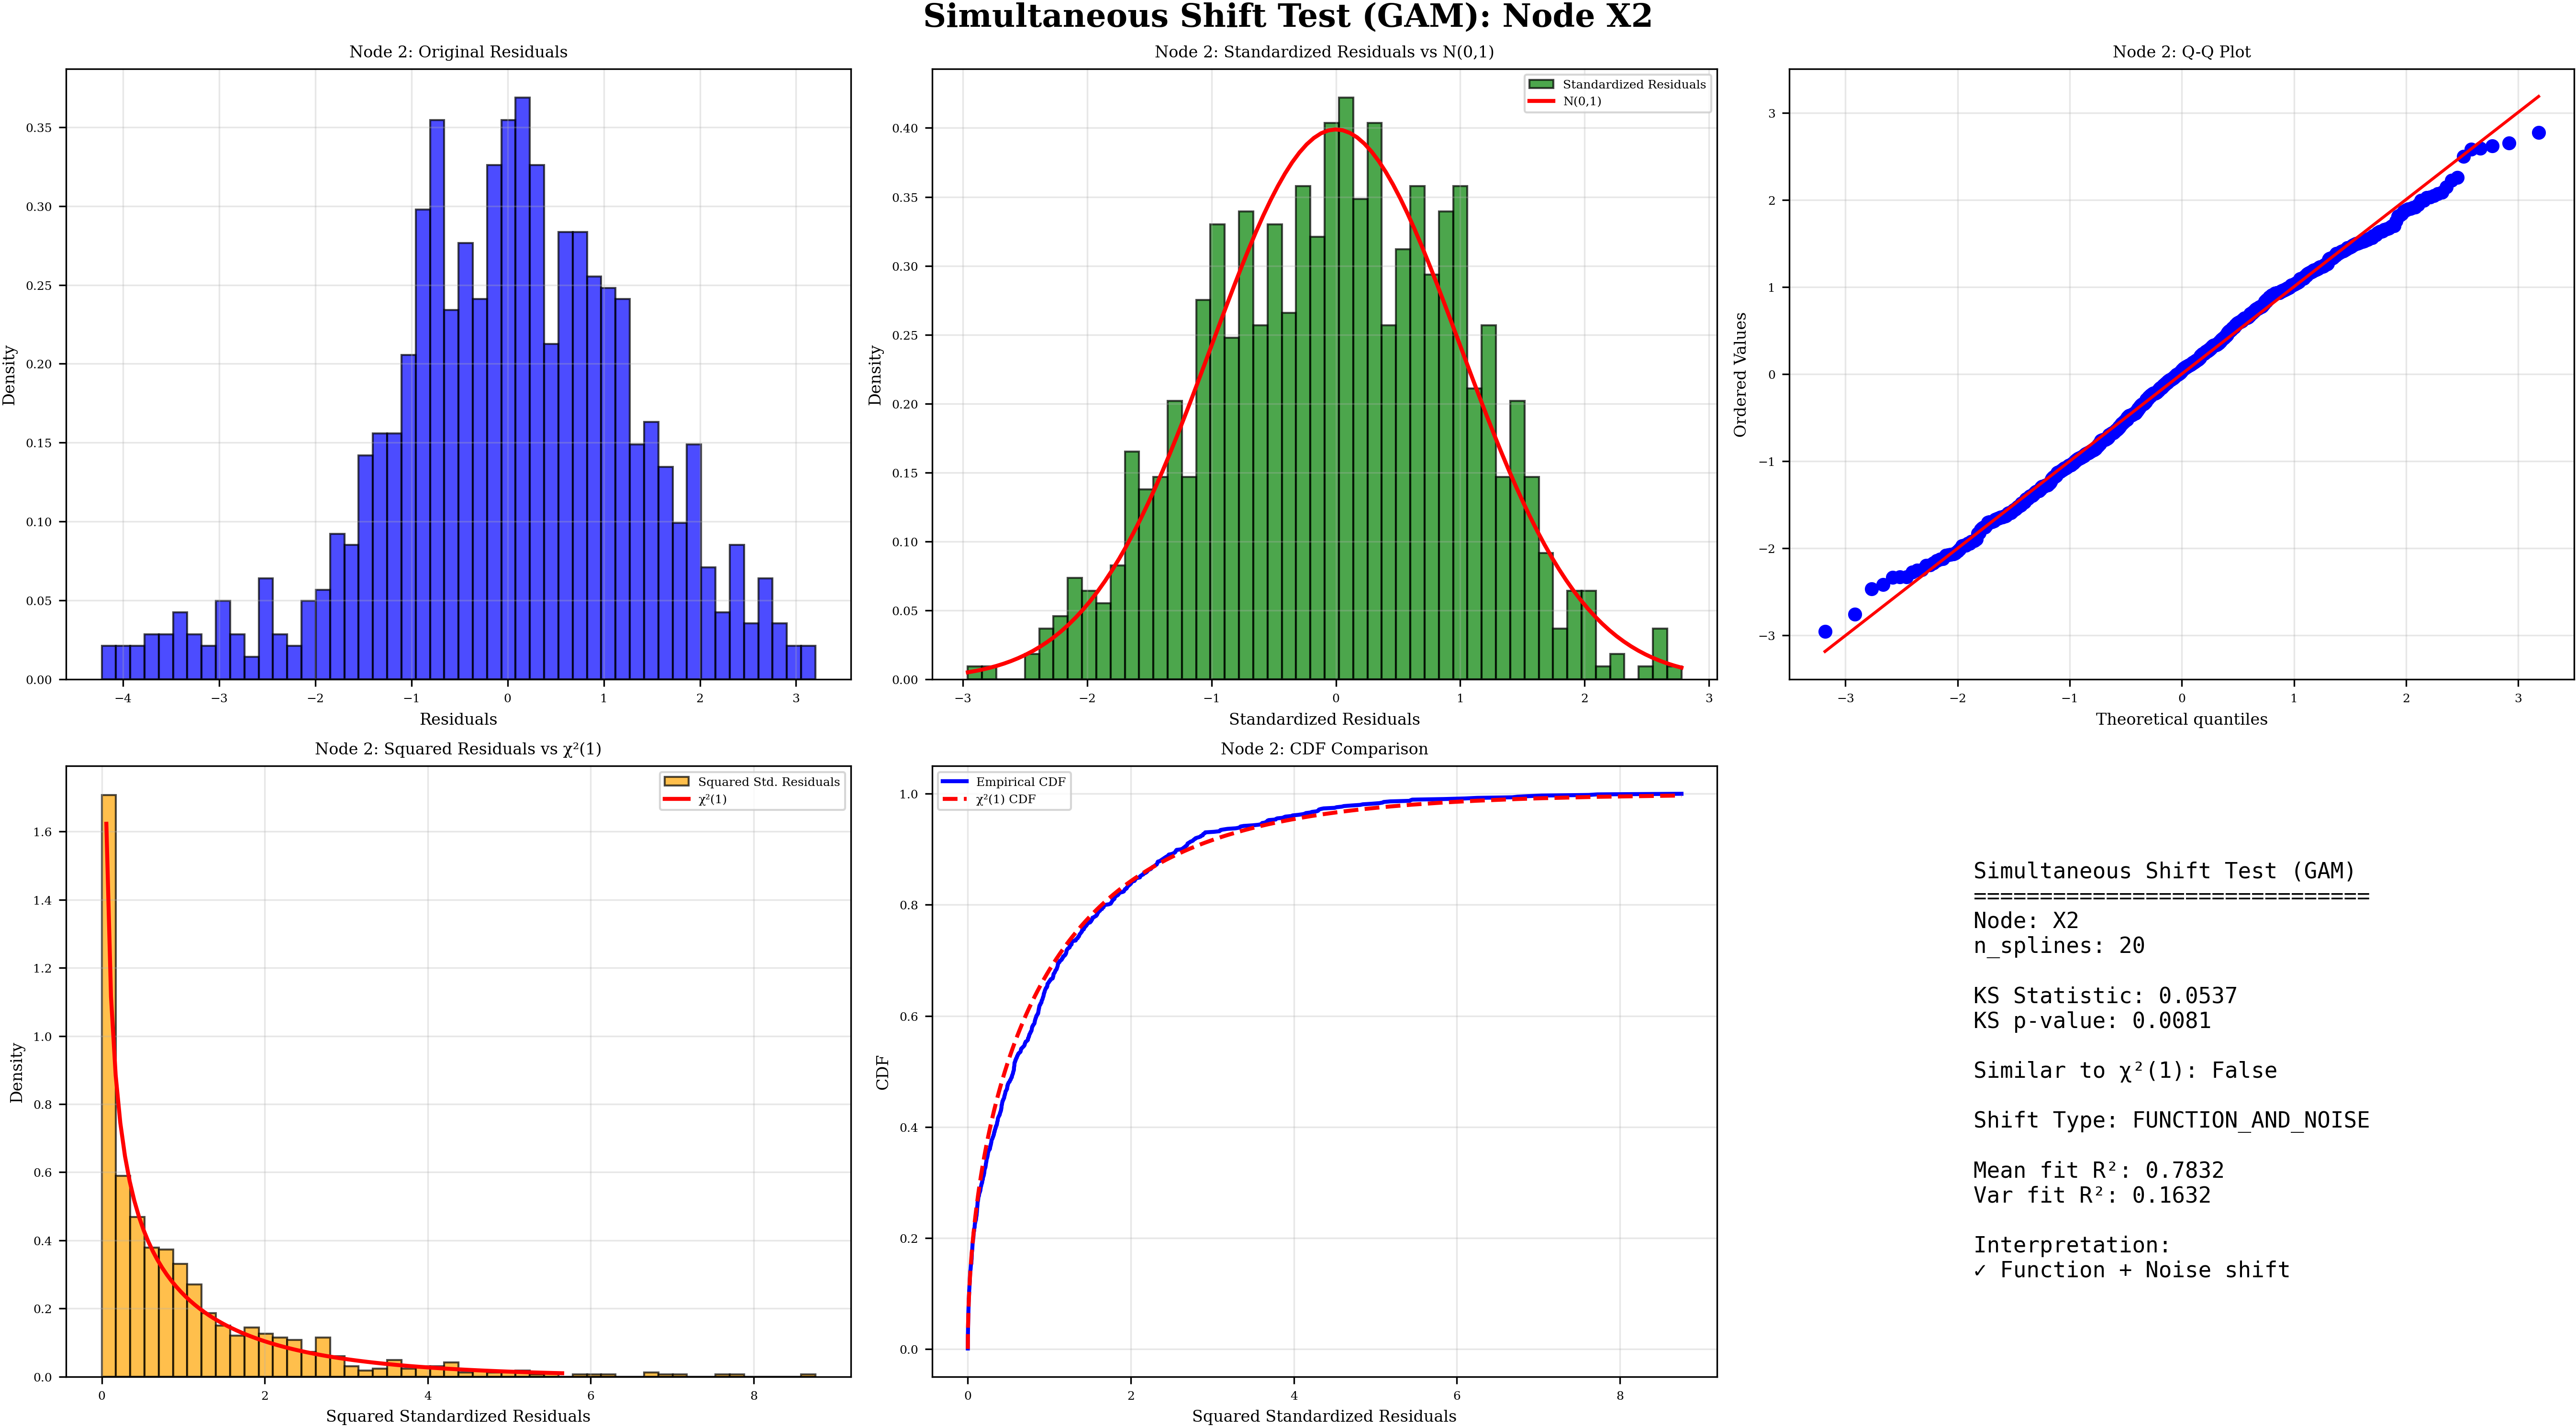 Simultaneous Shift Test (GAM): Node X2
Node 2: Original Residuals
Density
0.35
0.30
0.25
0.20
0.15
0.10
0.05
0.00
−4 −3 −2 −1 0 1 2 3
Residuals
Node 2: Standardized Residuals vs N(0,1)
Standardized Residuals
N(0,1)
Density
0.40
0.35
0.30
0.25
0.20
0.15
0.10
0.05
0.00
−3 −2 −1 0 1 2 3
Standardized Residuals
Node 2: Q-Q Plot
Ordered Values
3
2
1
0
−1
−2
−3
−3 −2 −1 0 1 2 3
Theoretical quantiles
Node 2: Squared Residuals vs χ²(1)
Squared Std. Residuals
χ²(1)
Density
1.6
1.4
1.2
1.0
0.8
0.6
0.4
0.2
0.0
0 2 4 6 8
Squared Standardized Residuals
Node 2: CDF Comparison
Empirical CDF
χ²(1) CDF
CDF
1.0
0.8
0.6
0.4
0.2
0.0
0 2 4 6 8
Squared Standardized Residuals
Simultaneous Shift Test (GAM)
==============================
Node: X2
n_splines: 20
KS Statistic: 0.0537
KS p-value: 0.0081
Similar to χ²(1): False
Shift Type: FUNCTION_AND_NOISE
Mean fit R²: 0.7832
Var fit R²: 0.1632
Interpretation:
✓ Function + Noise shift